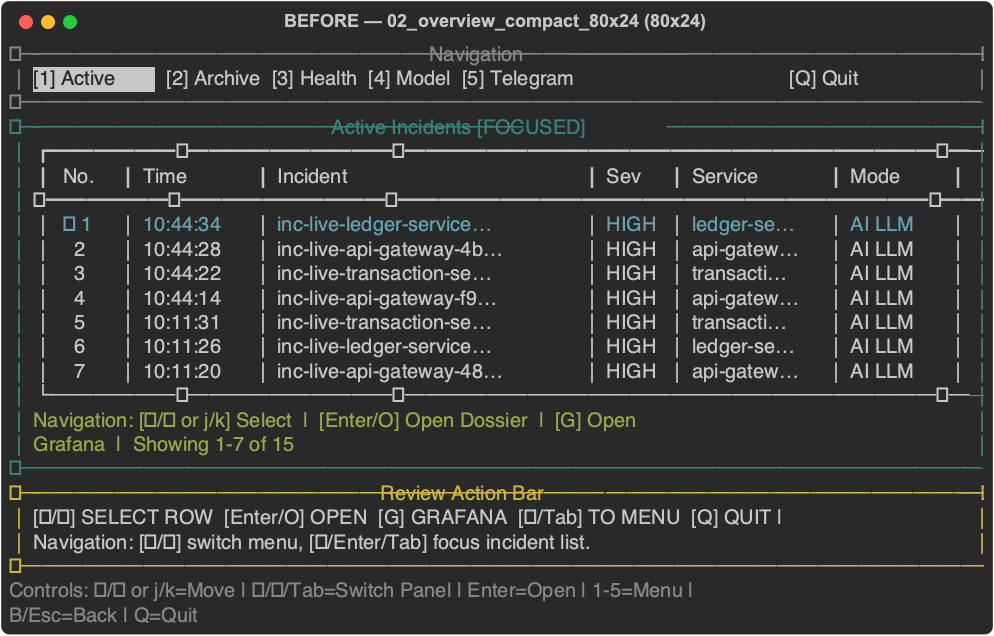 BEFORE — 02_overview_compact_80x24 (80x24)
Navigation
[1] Active [2] Archive [3] Health [4] Model [5] Telegram [Q] Quit
Active Incidents [FOCUSED]
No. | Time | Incident | Sev | Service | Mode |
□ 1 | 10:44:34 | inc-live-ledger-service… | HIGH | ledger-se… | AI LLM |
2 | 10:44:28 | inc-live-api-gateway-4b… | HIGH | api-gatew… | AI LLM |
3 | 10:44:22 | inc-live-transaction-se… | HIGH | transacti… | AI LLM |
4 | 10:44:14 | inc-live-api-gateway-f9… | HIGH | api-gatew… | AI LLM |
5 | 10:11:31 | inc-live-transaction-se… | HIGH | transacti… | AI LLM |
6 | 10:11:26 | inc-live-ledger-service… | HIGH | ledger-se… | AI LLM |
7 | 10:11:20 | inc-live-api-gateway-48… | HIGH | api-gatew… | AI LLM |
Navigation: [□/□ or j/k] Select | [Enter/O] Open Dossier | [G] Open
Grafana | Showing 1-7 of 15
Review Action Bar
[□/□] SELECT ROW [Enter/O] OPEN [G] GRAFANA [□/Tab] TO MENU [Q] QUIT |
Navigation: [□/□] switch menu, [□/Enter/Tab] focus incident list.
Controls: □/□ or j/k=Move | □/□/Tab=Switch Panel | Enter=Open | 1-5=Menu |
B/Esc=Back | Q=Quit